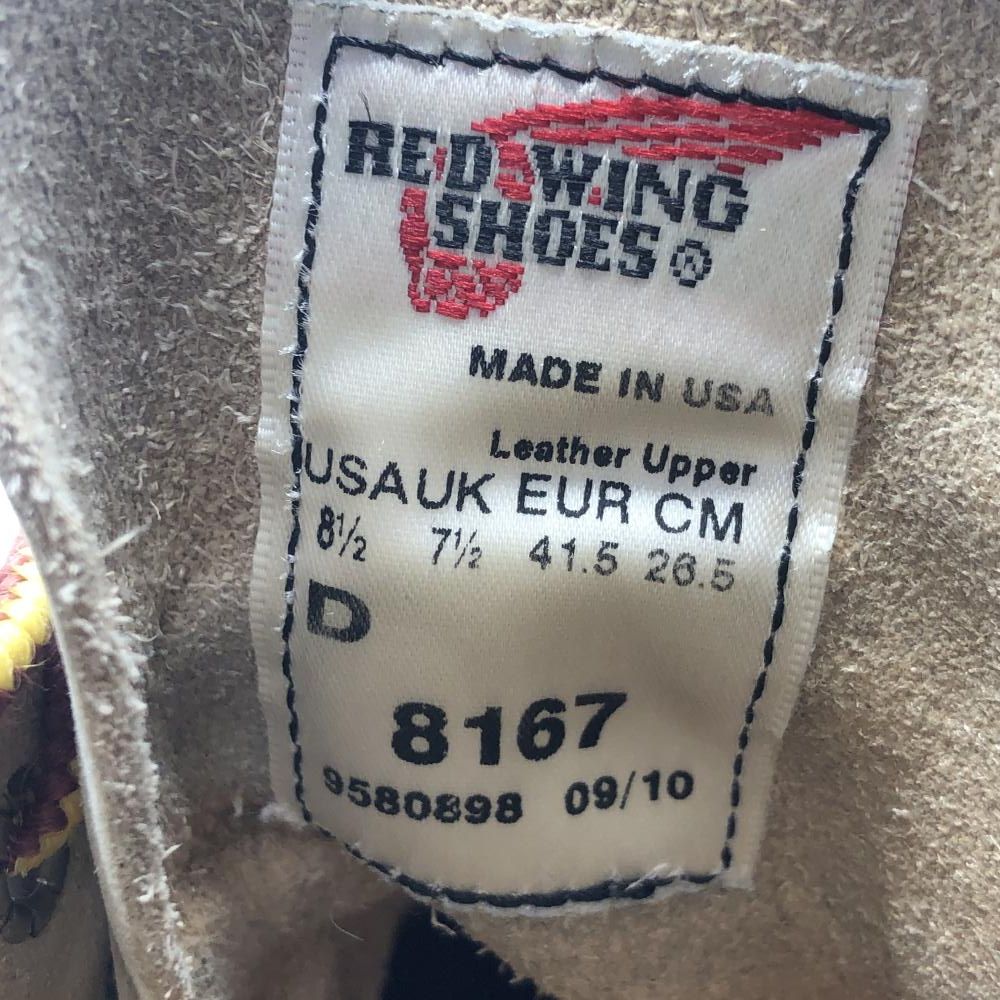 RED WING
SHOES®
MADE IN USA
Leather Upper
USA UK EUR CM
8½ 7½ 41.5 26.5
D
8167
9580898 09/10